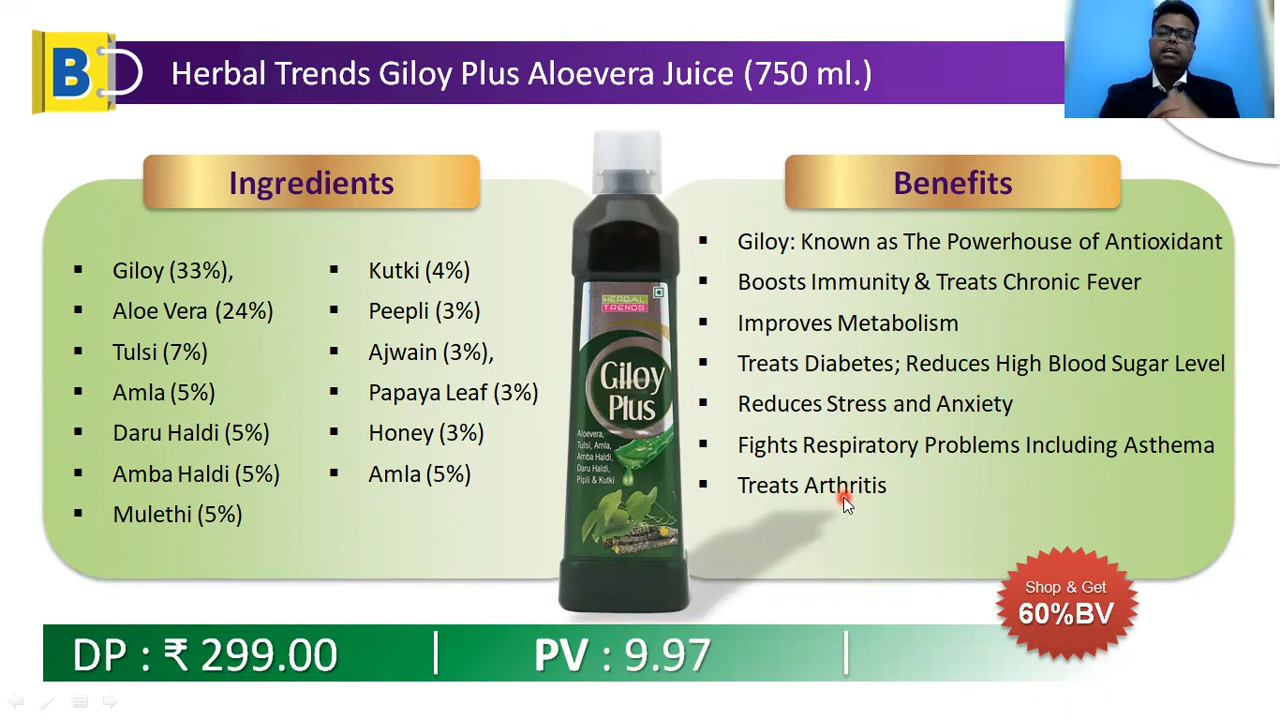 B
Herbal Trends Giloy Plus Aloevera Juice (750 ml.)
Ingredients
▪ Giloy (33%),
▪ Aloe Vera (24%)
▪ Tulsi (7%)
▪ Amla (5%)
▪ Daru Haldi (5%)
▪ Amba Haldi (5%)
▪ Mulethi (5%)
▪ Kutki (4%)
▪ Peepli (3%)
▪ Ajwain (3%),
▪ Papaya Leaf (3%)
▪ Honey (3%)
▪ Amla (5%)
HERBAL
TRENDS
Giloy
Plus
Aloevera,
Tulsi, Amla,
Amba Haldi,
Daru Haldi,
Pipli & Kutki
Benefits
▪ Giloy: Known as The Powerhouse of Antioxidant
▪ Boosts Immunity & Treats Chronic Fever
▪ Improves Metabolism
▪ Treats Diabetes; Reduces High Blood Sugar Level
▪ Reduces Stress and Anxiety
▪ Fights Respiratory Problems Including Asthma
▪ Treats Arthritis
Shop & Get
60%BV
DP : ₹ 299.00 | PV : 9.97 |